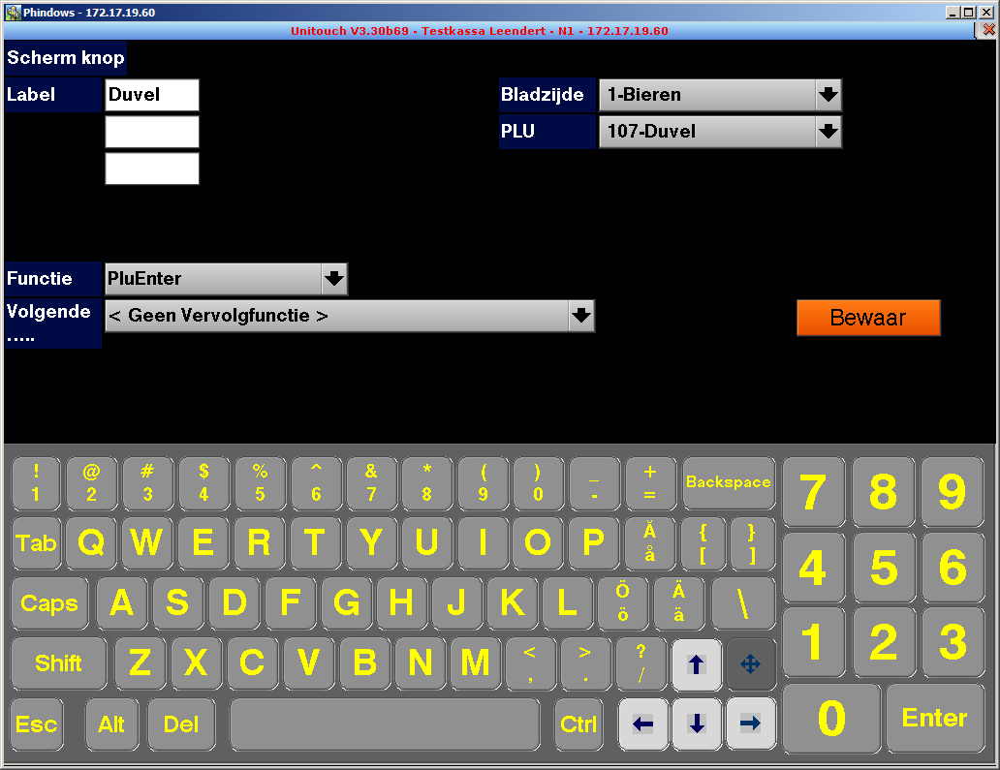 Phindows - 172.17.19.60
Unitouch V3.30b69 - Testkassa Leendert - N1 - 172.17.19.60
Scherm knop
Label Duvel Bladzijde 1-Bieren
PLU 107-Duvel
Functie PluEnter
Volgende < Geen Vervolgfunctie > Bewaar
.....
! @ # $ % ^ & * ( ) _ + Backspace 7 8 9
1 2 3 4 5 6 7 8 9 0 - =
Tab Q W E R T Y U I O P Å { }
å [ ]
4 5 6
Caps A S D F G H J K L Ö Ä \
ö ä
1 2 3
Shift Z X C V B N M < > ?
, . /
Esc Alt Del Ctrl 0 Enter